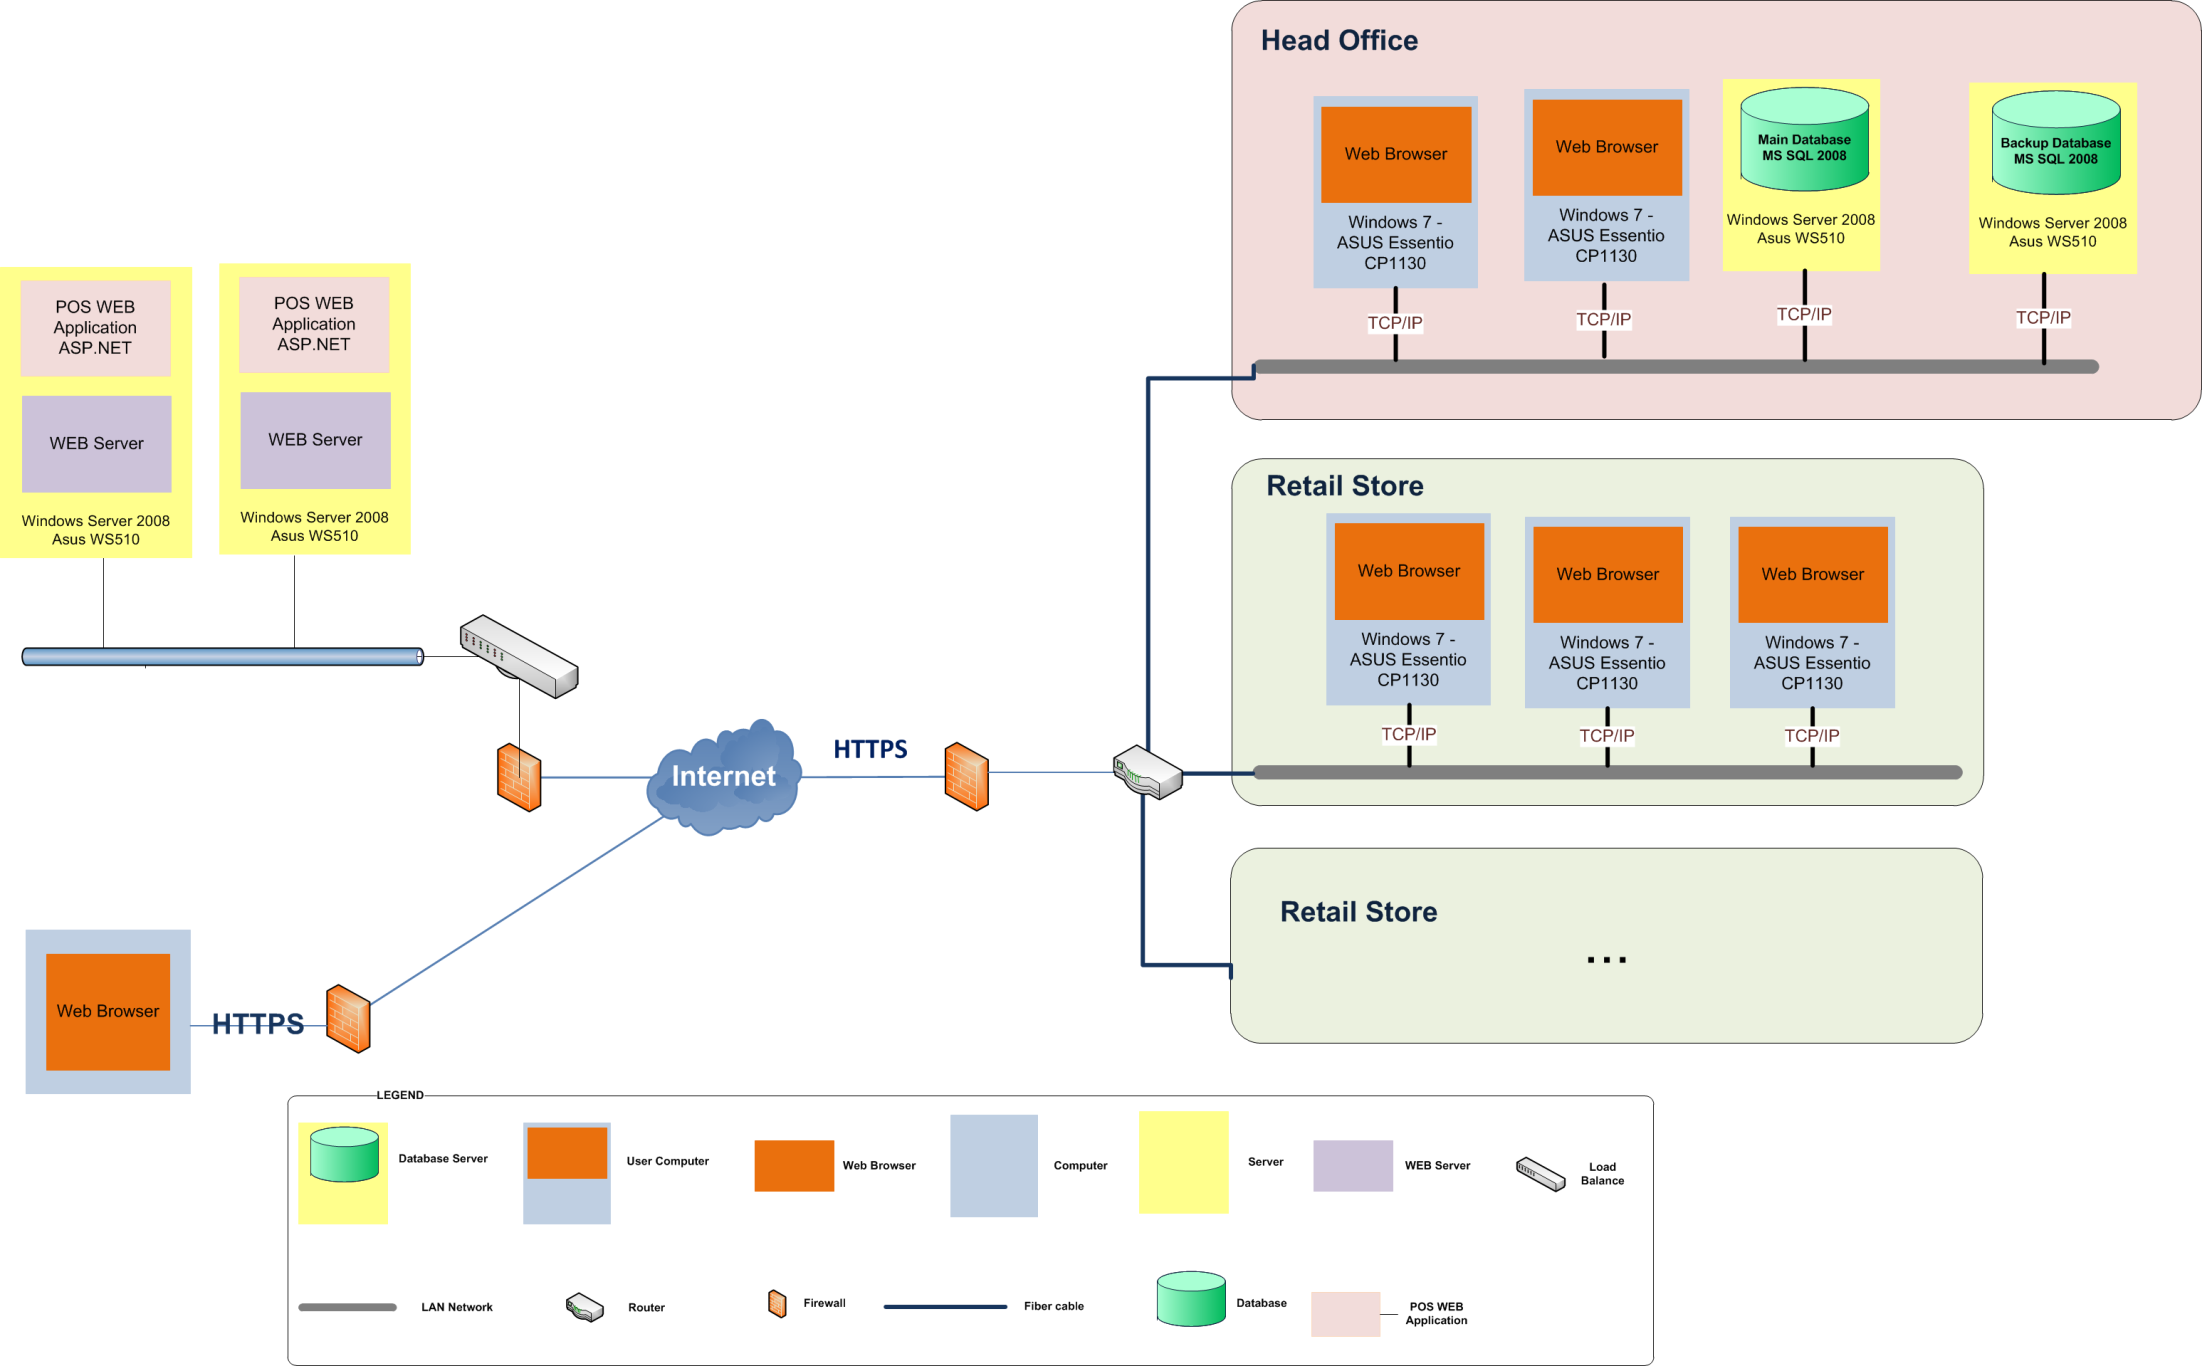 Head Office
Web Browser
Windows 7 -
ASUS Essentio
CP1130
TCP/IP
Web Browser
Windows 7 -
ASUS Essentio
CP1130
TCP/IP
Main Database
MS SQL 2008
Windows Server 2008
Asus WS510
TCP/IP
Backup Database
MS SQL 2008
Windows Server 2008
Asus WS510
TCP/IP
POS WEB
Application
ASP.NET
WEB Server
Windows Server 2008
Asus WS510
POS WEB
Application
ASP.NET
WEB Server
Windows Server 2008
Asus WS510
Retail Store
Web Browser
Windows 7 -
ASUS Essentio
CP1130
TCP/IP
Web Browser
Windows 7 -
ASUS Essentio
CP1130
TCP/IP
Web Browser
Windows 7 -
ASUS Essentio
CP1130
TCP/IP
Internet
HTTPS
Retail Store
...
Web Browser
HTTPS
LEGEND
Database Server
User Computer
Web Browser
Computer
Server
WEB Server
Load
Balance
LAN Network
Router
Firewall
Fiber cable
Database
POS WEB
Application